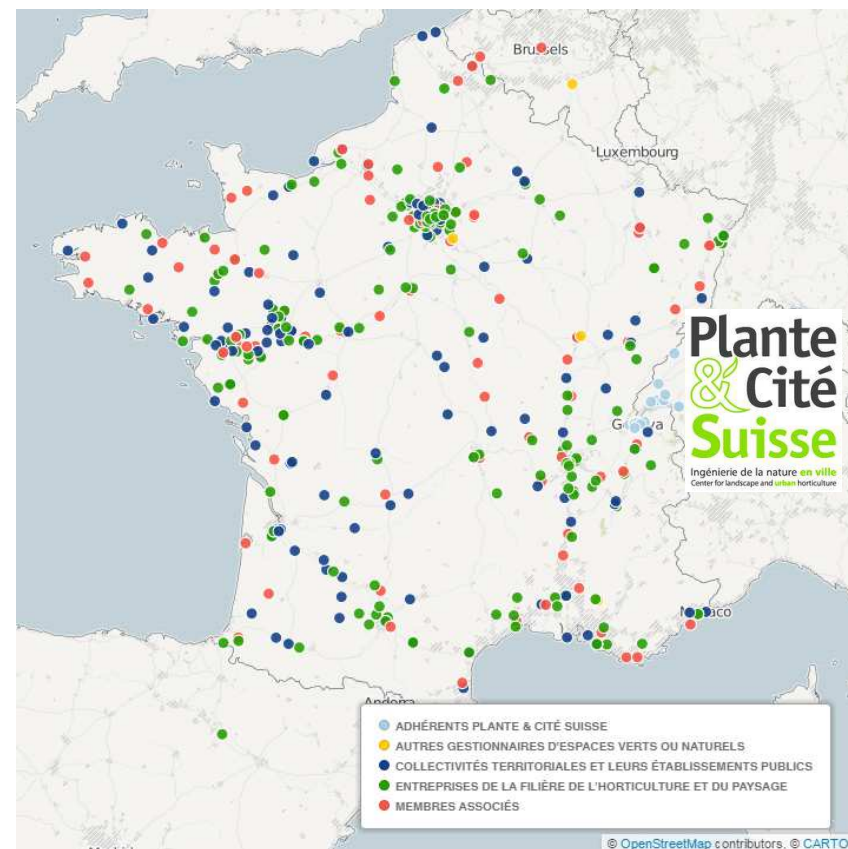 Brussels
Luxembourg
Plante
& Cité
Suisse
Ingénierie de la nature en ville
Center for landscape and urban horticulture
Geneva
Monaco
Andorra
ADHÉRENTS PLANTE & CITÉ SUISSE
AUTRES GESTIONNAIRES D'ESPACES VERTS OU NATURELS
COLLECTIVITÉS TERRITORIALES ET LEURS ÉTABLISSEMENTS PUBLICS
ENTREPRISES DE LA FILIÈRE DE L'HORTICULTURE ET DU PAYSAGE
MEMBRES ASSOCIÉS
© OpenStreetMap contributors, © CARTO